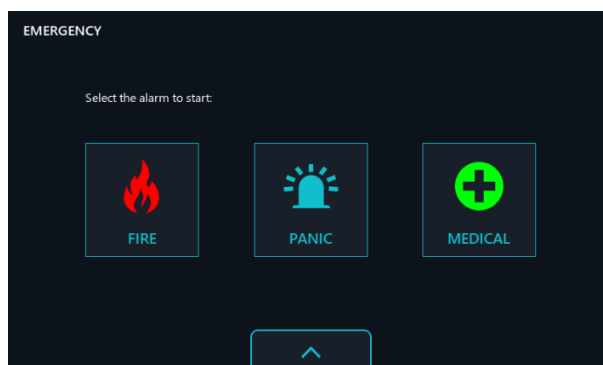 EMERGENCY
Select the alarm to start:
FIRE
PANIC
MEDICAL